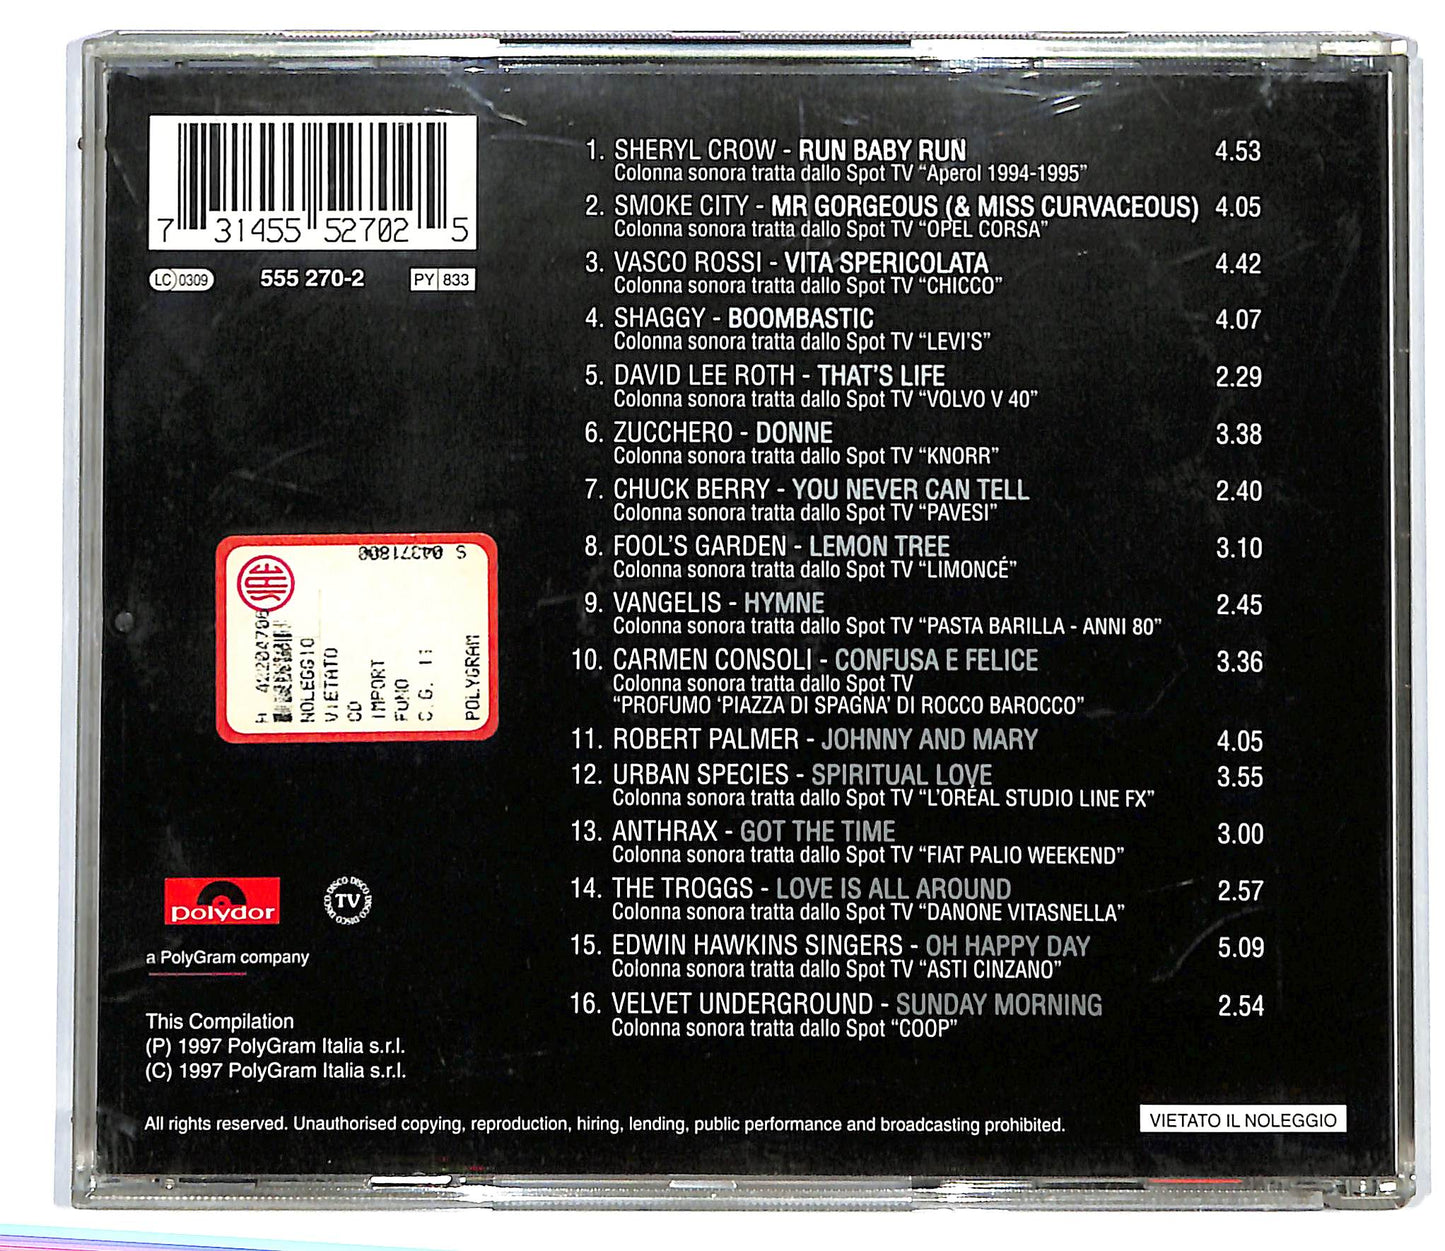 7 31455 52702 5
LC 0309 555 270-2 PY 833
1. SHERYL CROW - RUN BABY RUN 4.53
Colonna sonora tratta dallo Spot TV “Aperol 1994-1995”
2. SMOKE CITY - MR GORGEOUS (& MISS CURVACEOUS) 4.05
Colonna sonora tratta dallo Spot TV “OPEL CORSA”
3. VASCO ROSSI - VITA SPERICOLATA 4.42
Colonna sonora tratta dallo Spot TV “CHICCO”
4. SHAGGY - BOOMBASTIC 4.07
Colonna sonora tratta dallo Spot TV “LEVI'S”
5. DAVID LEE ROTH - THAT'S LIFE 2.29
Colonna sonora tratta dallo Spot TV “VOLVO V 40”
6. ZUCCHERO - DONNE 3.38
Colonna sonora tratta dallo Spot TV “KNORR”
7. CHUCK BERRY - YOU NEVER CAN TELL 2.40
Colonna sonora tratta dallo Spot TV “PAVESI”
8. FOOL'S GARDEN - LEMON TREE 3.10
Colonna sonora tratta dallo Spot TV “LIMONCÉ”
9. VANGELIS - HYMNE 2.45
Colonna sonora tratta dallo Spot TV “PASTA BARILLA - ANNI 80”
10. CARMEN CONSOLI - CONFUSA E FELICE 3.36
Colonna sonora tratta dallo Spot TV
“PROFUMO ‘PIAZZA DI SPAGNA’ DI ROCCO BAROCCO”
11. ROBERT PALMER - JOHNNY AND MARY 4.05
12. URBAN SPECIES - SPIRITUAL LOVE 3.55
Colonna sonora tratta dallo Spot TV “L'ORÉAL STUDIO LINE FX”
13. ANTHRAX - GOT THE TIME 3.00
Colonna sonora tratta dallo Spot TV “FIAT PALIO WEEKEND”
14. THE TROGGS - LOVE IS ALL AROUND 2.57
Colonna sonora tratta dallo Spot TV “DANONE VITASNELLA”
15. EDWIN HAWKINS SINGERS - OH HAPPY DAY 5.09
Colonna sonora tratta dallo Spot TV “ASTI CINZANO”
16. VELVET UNDERGROUND - SUNDAY MORNING 2.54
Colonna sonora tratta dallo Spot “COOP”
S 04371800
SIAE
NOLEGGIO
VIETATO
CD
IMPORT
FUMO
C.G. 11
POLYGRAM
polydor
DISCO DISCO DISCO DISCO
TV
a PolyGram company
This Compilation
(P) 1997 PolyGram Italia s.r.l.
(C) 1997 PolyGram Italia s.r.l.
All rights reserved. Unauthorised copying, reproduction, hiring, lending, public performance and broadcasting prohibited.
VIETATO IL NOLEGGIO